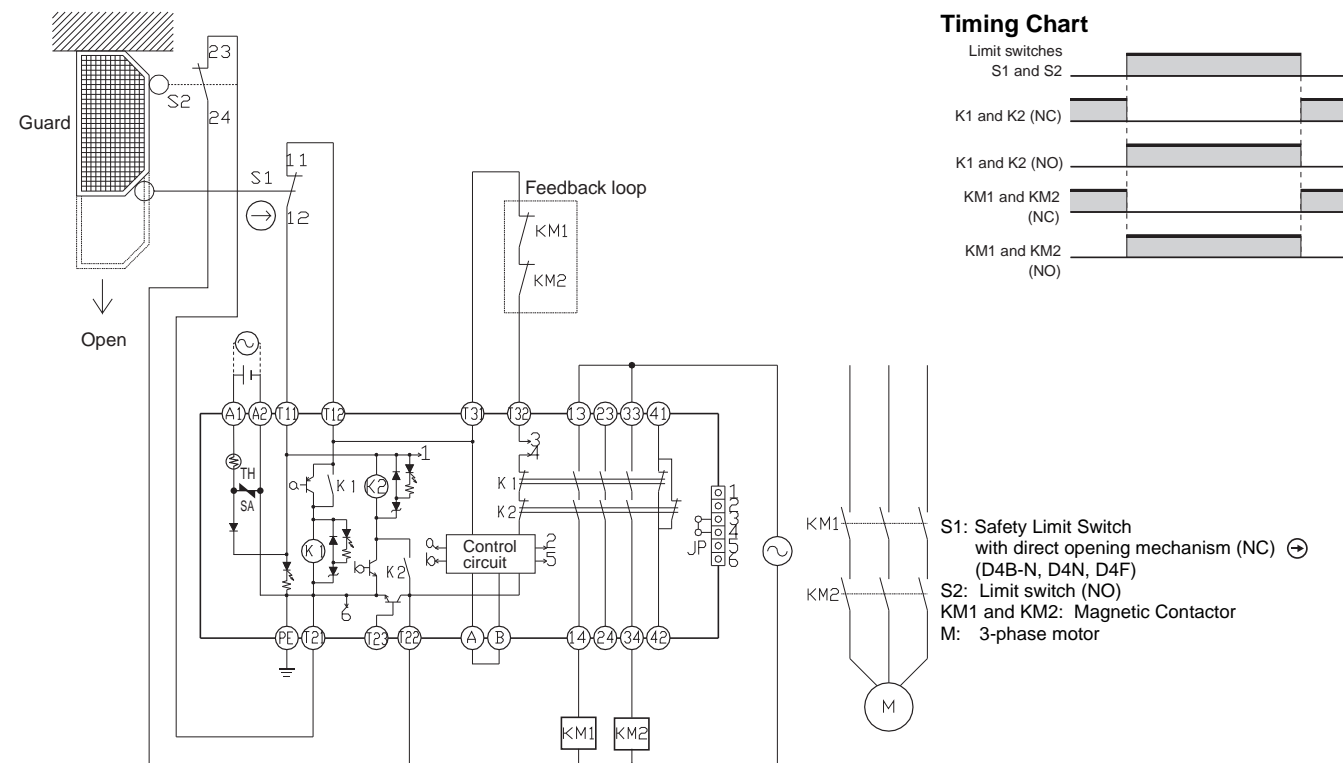 Timing Chart
Limit switches
S1 and S2
K1 and K2 (NC)
K1 and K2 (NO)
KM1 and KM2
(NC)
KM1 and KM2
(NO)
23
S2
24
Guard
11
S1
12
Open
Feedback loop
KM1
KM2
A1 A2 T11 T12 T31 T32 13 23 33 41
3
4
1
TH
SA
a
K1
K2
K1
K2
K1
b
K2
a
b
Control
circuit
2
5
6
JP
1
2
3
4
5
6
PE T21 T23 T22 A B 14 24 34 42
KM1
KM2
KM1
KM2
M
S1: Safety Limit Switch
with direct opening mechanism (NC)
(D4B-N, D4N, D4F)
S2: Limit switch (NO)
KM1 and KM2: Magnetic Contactor
M: 3-phase motor